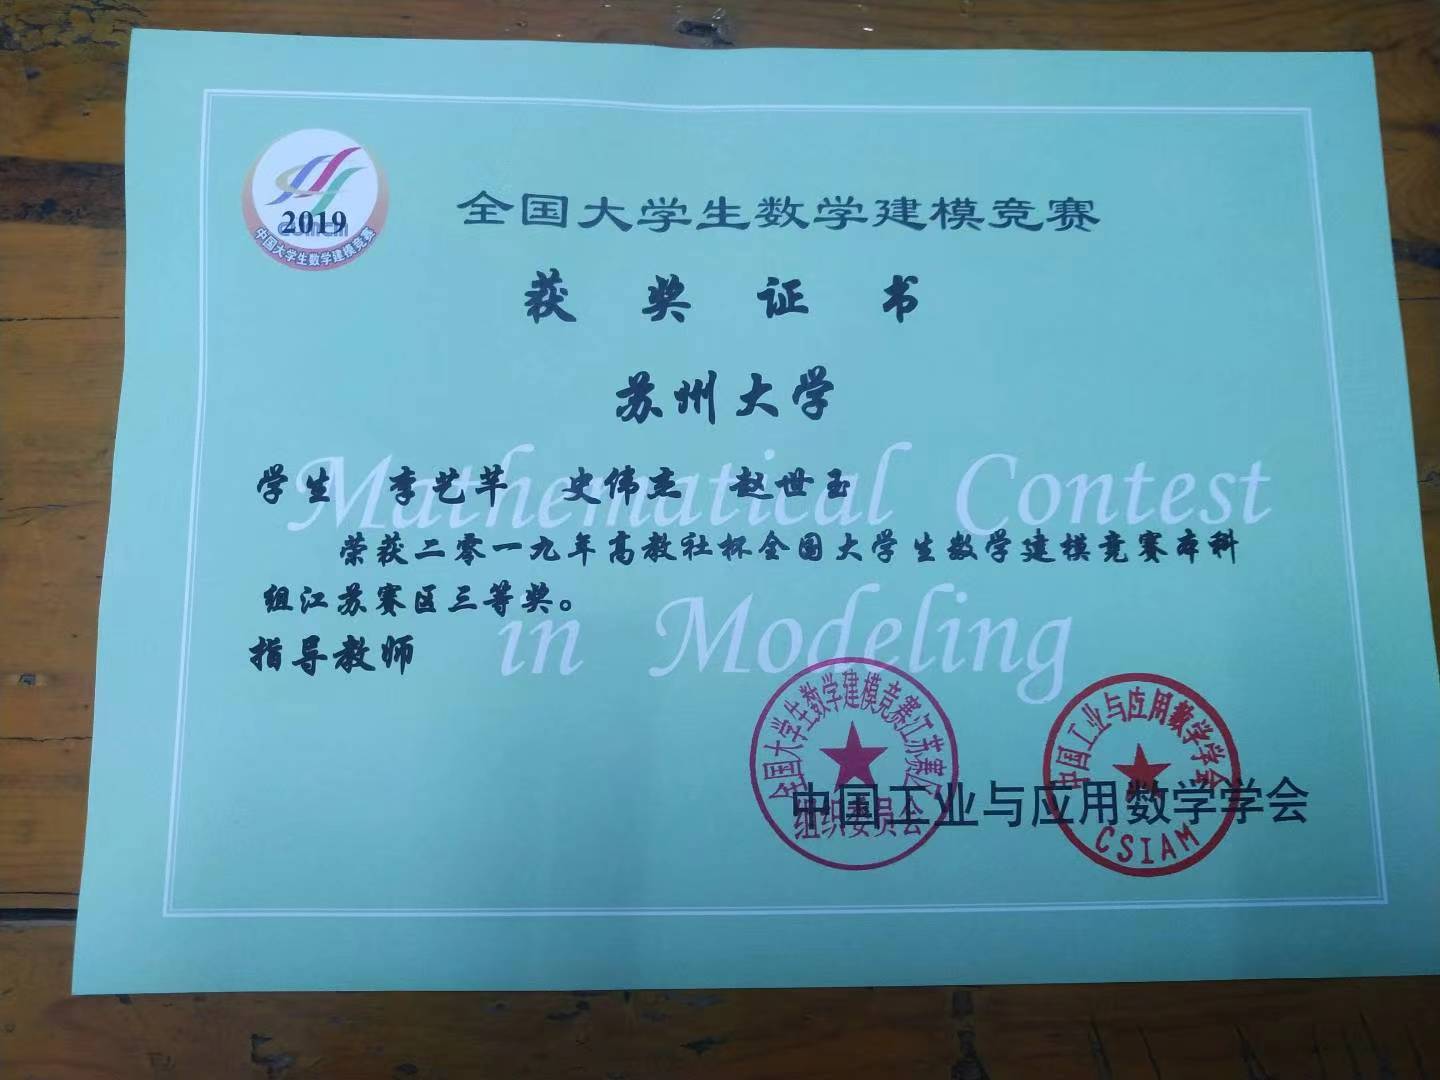 2019
中国大学生数学建模竞赛
全国大学生数学建模竞赛
获奖证书
苏州大学
学生 李艺芊 史伟杰 赵世玉
荣获二零一九年高教社杯全国大学生数学建模竞赛本科
组江苏赛区三等奖。
指导教师
Mathematical Contest
in Modeling
全国大学生数学建模竞赛江苏赛区
组织委员会
中国工业与应用数学学会
中国工业与应用数学学会
CSIAM